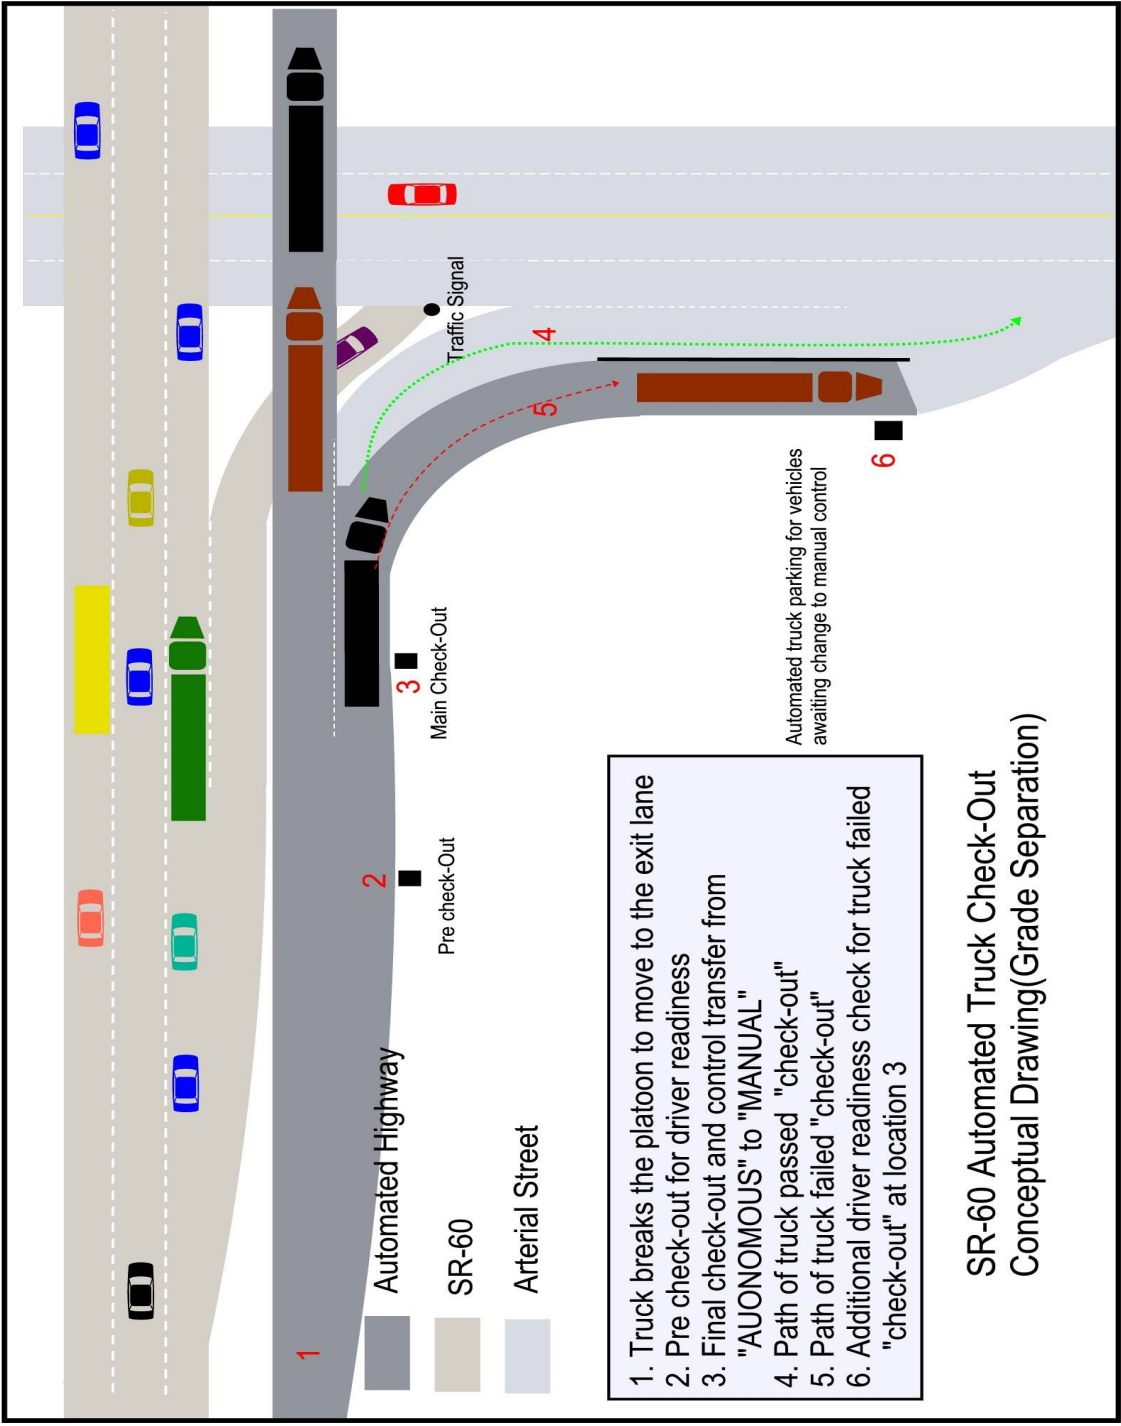 Traffic Signal
4
5
6
3
Main Check-Out
2
Pre check-Out
1
Automated truck parking for vehicles
awaiting change to manual control
Automated Highway
SR-60
Arterial Street
1. Truck breaks the platon to move to the exit lane
2. Pre check-out for driver readiness
3. Final check-out and control transfer from
"AUONOMOUS" to "MANUAL"
4. Path of truck passed "check-out"
5. Path of truck failed "check-out"
6. Additional driver readiness check for truck failed
"check-out" at location 3
SR-60 Automated Truck Check-Out
Conceptual Drawing(Grade Separation)